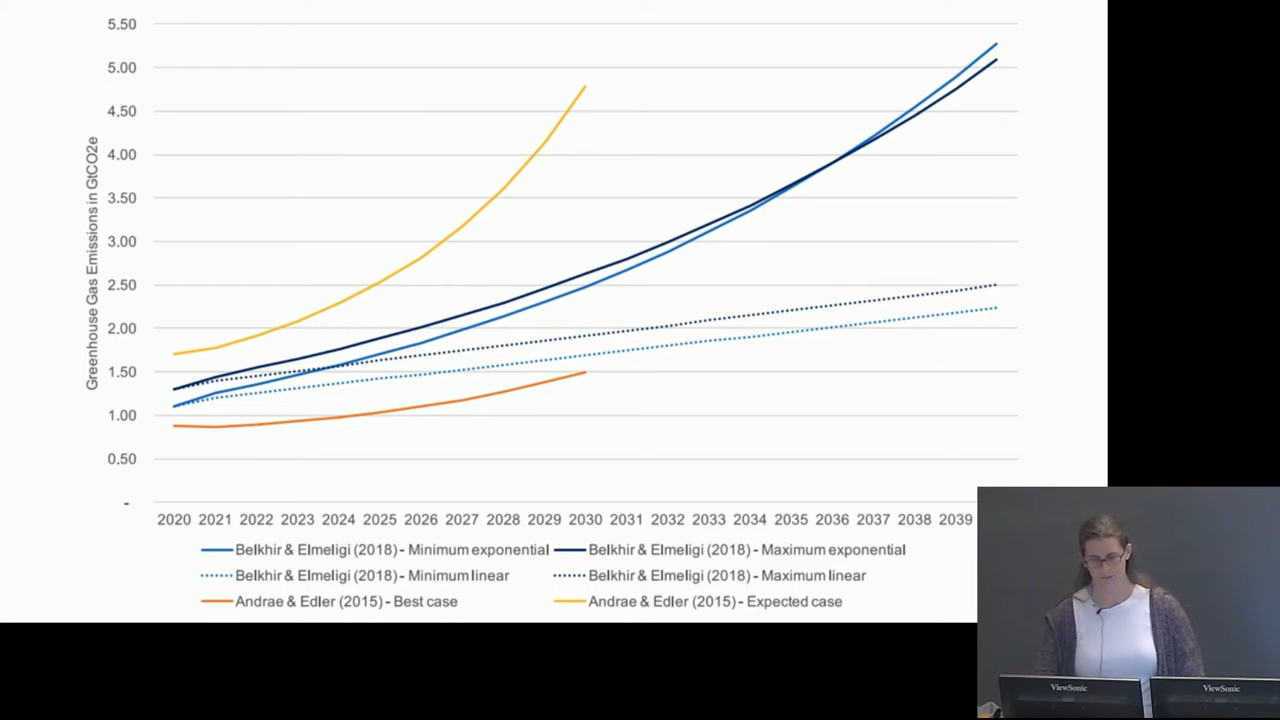 5.50
5.00
4.50
4.00
3.50
3.00
2.50
2.00
1.50
1.00
0.50
-
Greenhouse Gas Emissions in GtCO2e
2020 2021 2022 2023 2024 2025 2026 2027 2028 2029 2030 2031 2032 2033 2034 2035 2036 2037 2038 2039
Belkhir & Elmeligi (2018) - Minimum exponential
Belkhir & Elmeligi (2018) - Maximum exponential
Belkhir & Elmeligi (2018) - Minimum linear
Belkhir & Elmeligi (2018) - Maximum linear
Andrae & Edler (2015) - Best case
Andrae & Edler (2015) - Expected case
ViewSonic
ViewSonic